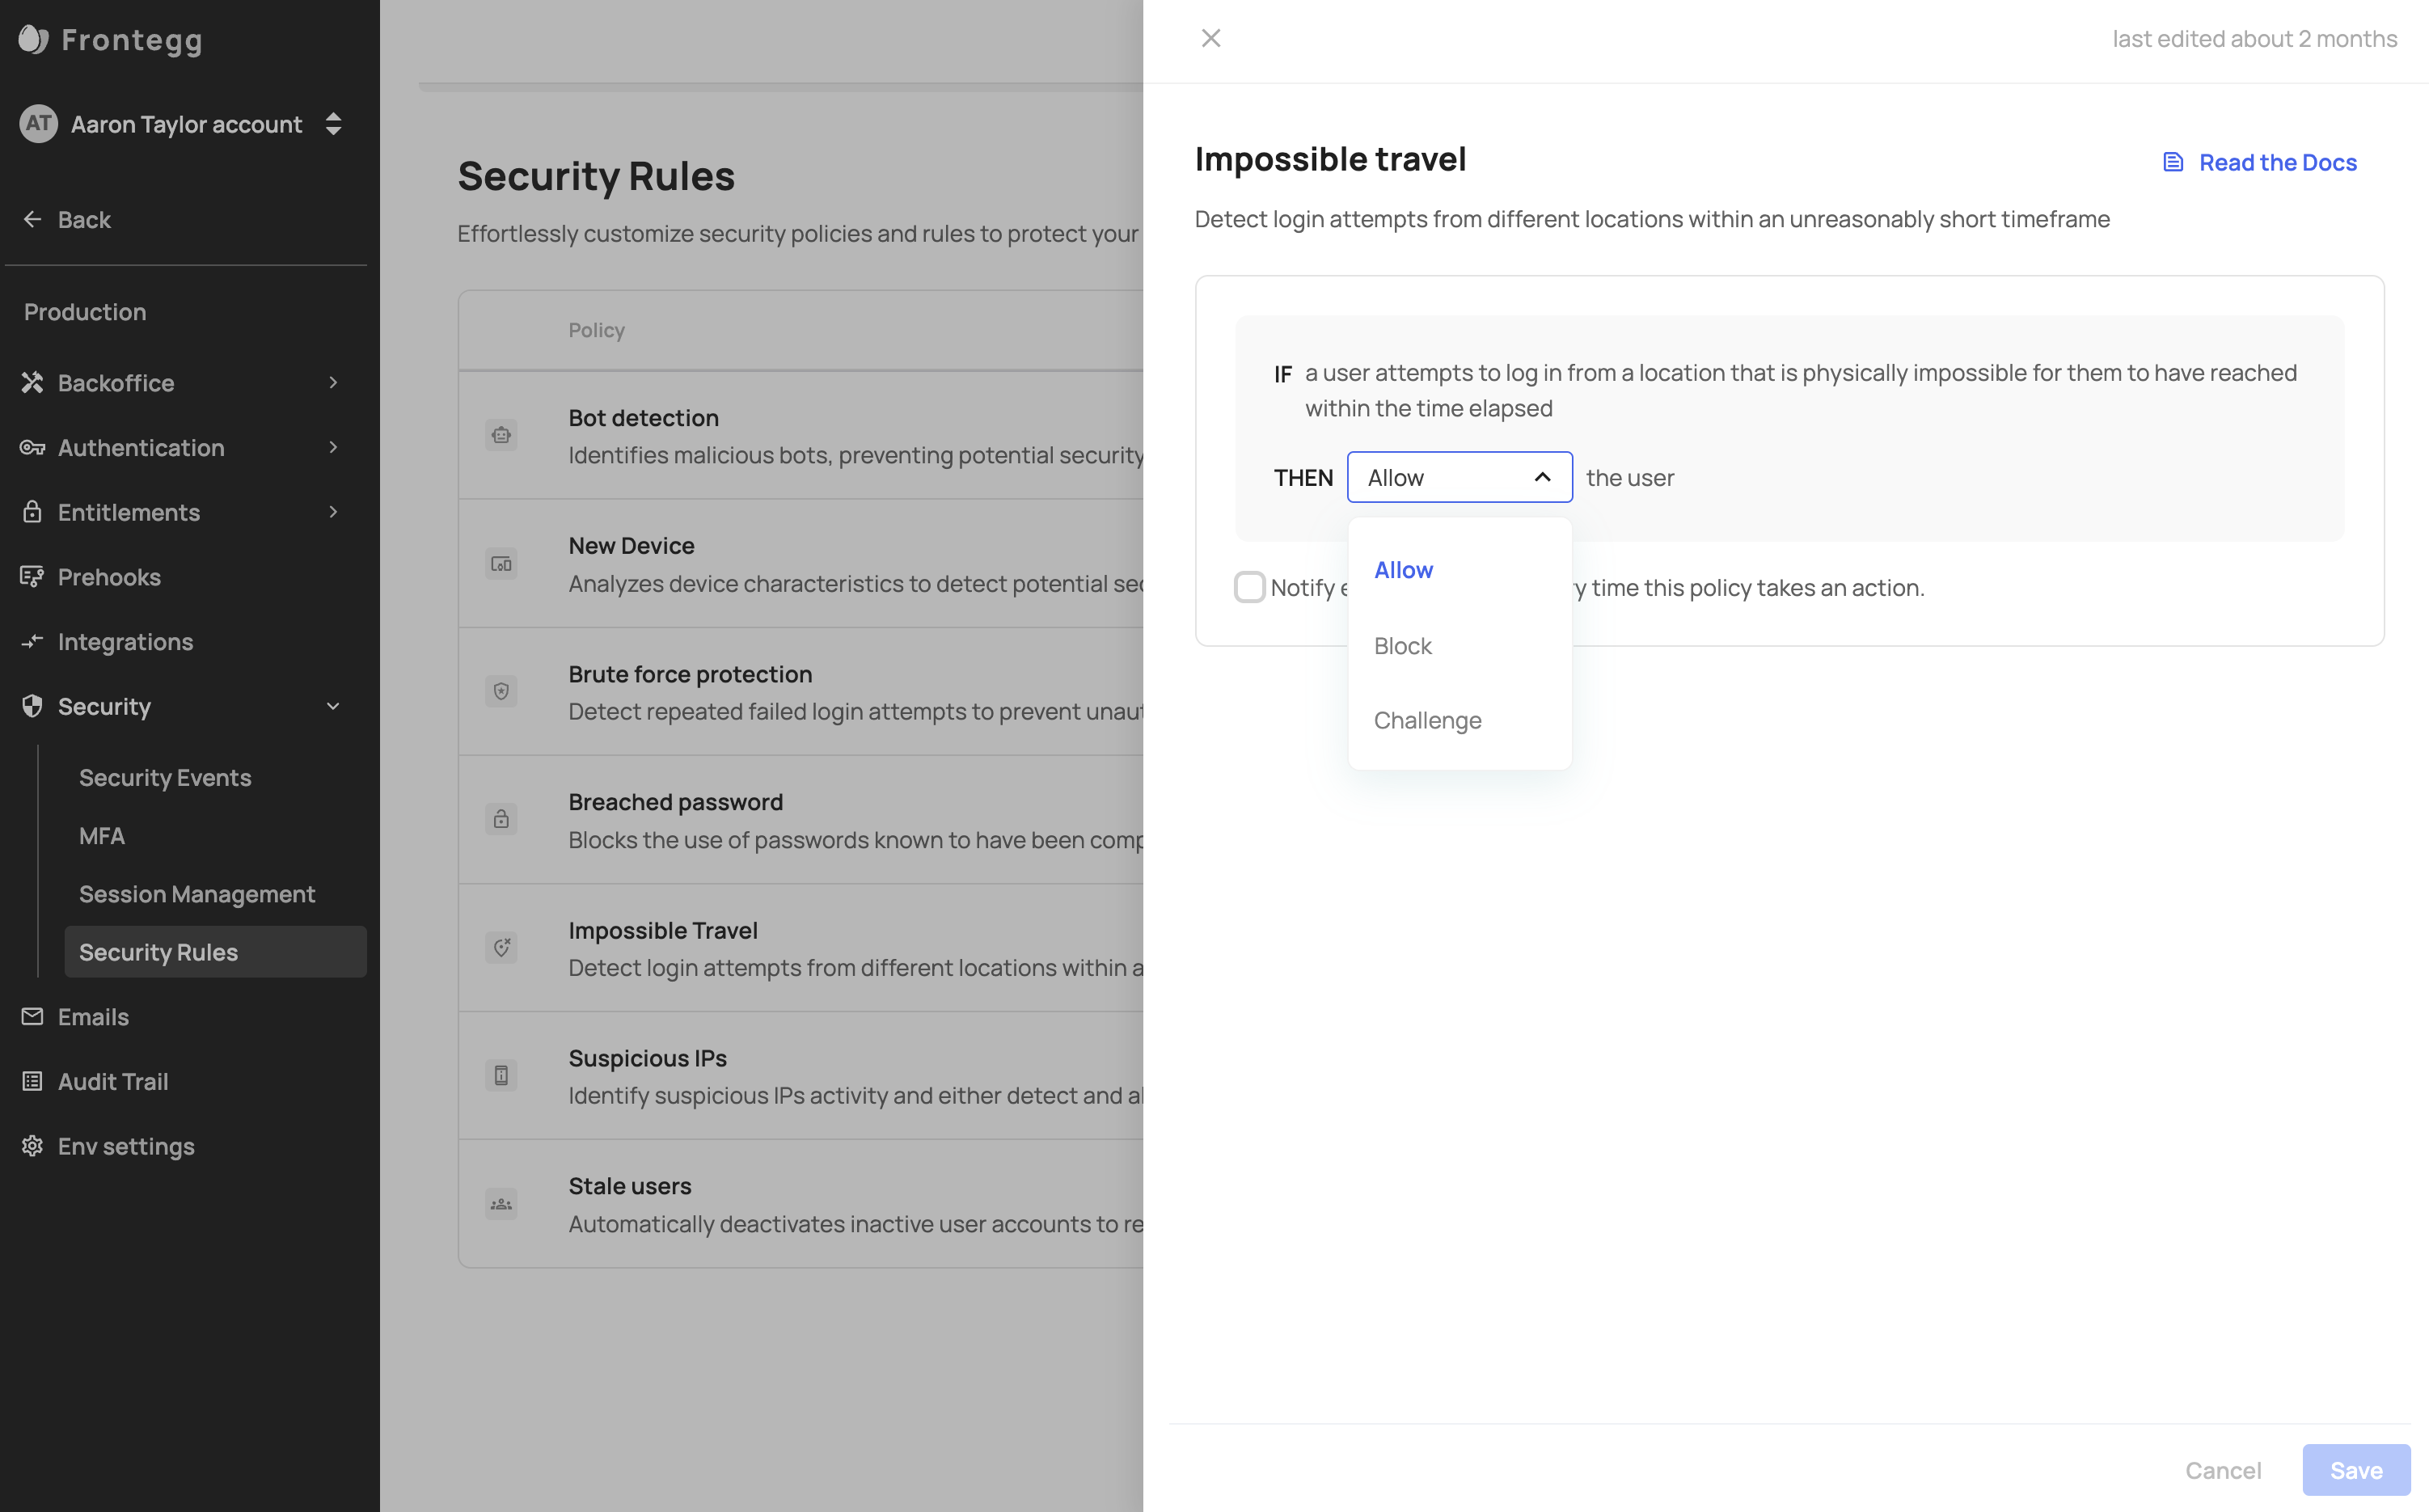 Frontegg
AT Aaron Taylor account
Back
Production
Backoffice
Authentication
Entitlements
Prehooks
Integrations
Security
Security Events
MFA
Session Management
Security Rules
Emails
Audit Trail
Env settings
Security Rules
Effortlessly customize security policies and rules to protect your
Policy
Bot detection
Identifies malicious bots, preventing potential security
New Device
Analyzes device characteristics to detect potential
Brute force protection
Detect repeated failed login attempts to prevent
Breached password
Blocks the use of passwords known to have been
Impossible Travel
Detect login attempts from different locations within a
Suspicious IPs
Identify suspicious IPs activity and either detect and
Stale users
Automatically deactivates inactive user accounts to
last edited about 2 months
Impossible travel
Read the Docs
Detect login attempts from different locations within an unreasonably short timeframe
IF a user attempts to log in from a location that is physically impossible for them to have reached
within the time elapsed
THEN Allow the user
Allow
Block
Challenge
Notify
time this policy takes an action.
Cancel
Save